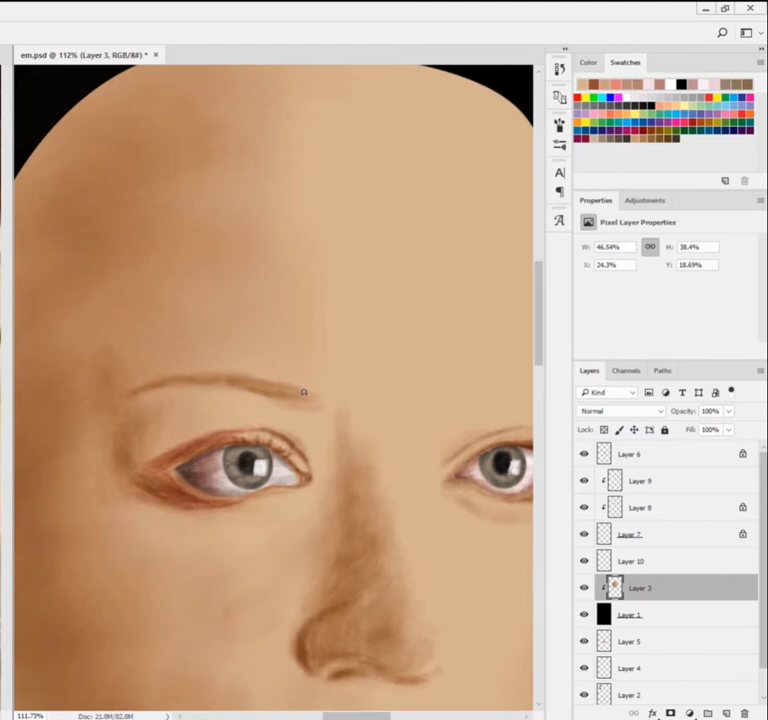 em.psd @ 112% (Layer 3, RGB/8#) * ×
Color Swatches
Properties Adjustments
Pixel Layer Properties
W: 46.54% H: 38.4%
X: 24.3% Y: 18.69%
Layers Channels Paths
Kind
Normal Opacity: 100%
Lock: Fill: 100%
Layer 6
Layer 9
Layer 8
Layer 7
Layer 10
Layer 3
Layer 1
Layer 5
Layer 4
Layer 2
111.73% Doc: 21.8M/82.8M